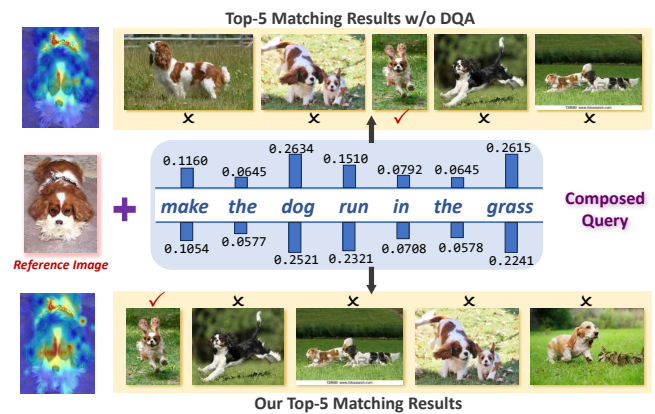 Top-5 Matching Results w/o DQA
✗ ✗ ✓ ✗ ✗
0.1160 0.0645 0.2634 0.1510 0.0792 0.0645 0.2615
make the dog run in the grass
0.1054 0.0577 0.2521 0.2321 0.0708 0.0578 0.2241
+
Composed
Query
Reference Image
✓ ✗ ✗ ✗ ✗
Our Top-5 Matching Results